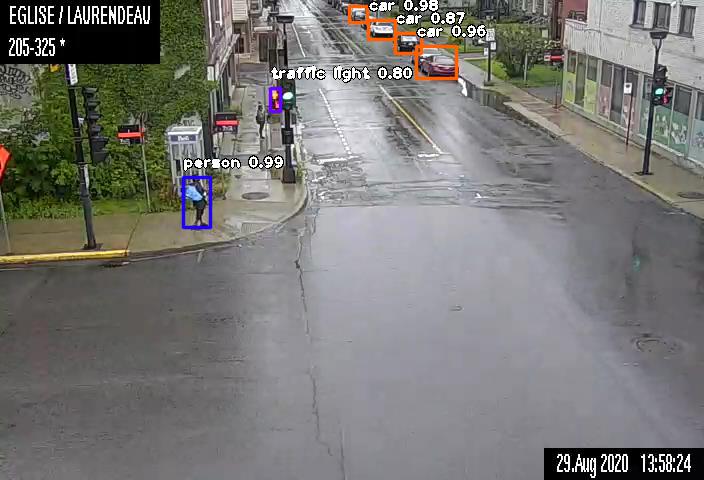 EGLISE / LAURENDEAU
205-325 *
car 0.98
car 0.87
car 0.96
traffic light 0.80
person 0.99
Bell
29.Aug 2020 13:58:24